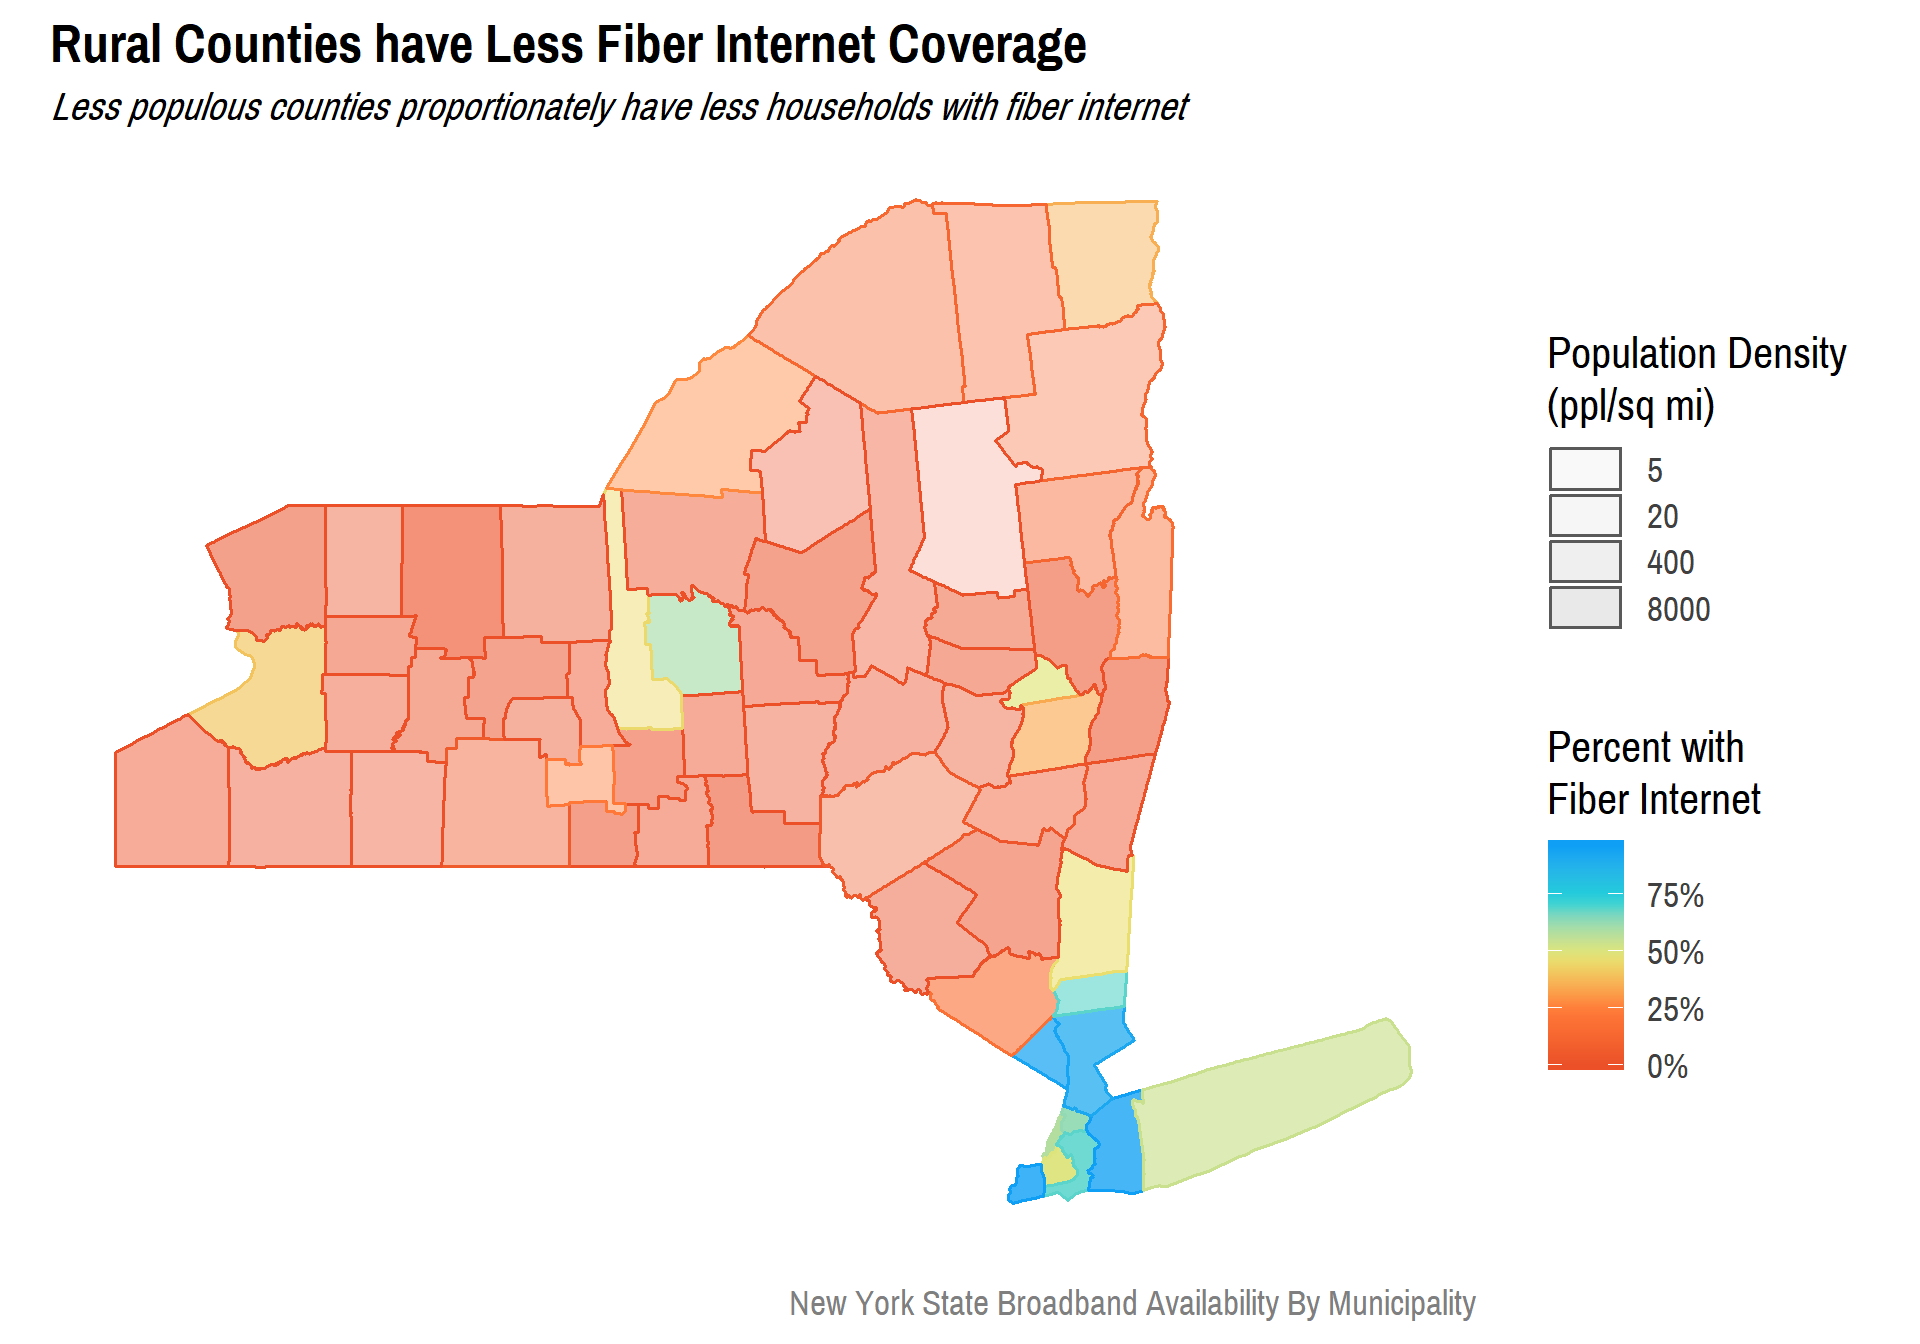 Rural Counties have Less Fiber Internet Coverage
Less populous counties proportionately have less households with fiber internet
Population Density
(ppl/sq mi)
5
20
400
8000
Percent with
Fiber Internet
75%
50%
25%
0%
New York State Broadband Availability By Municipality